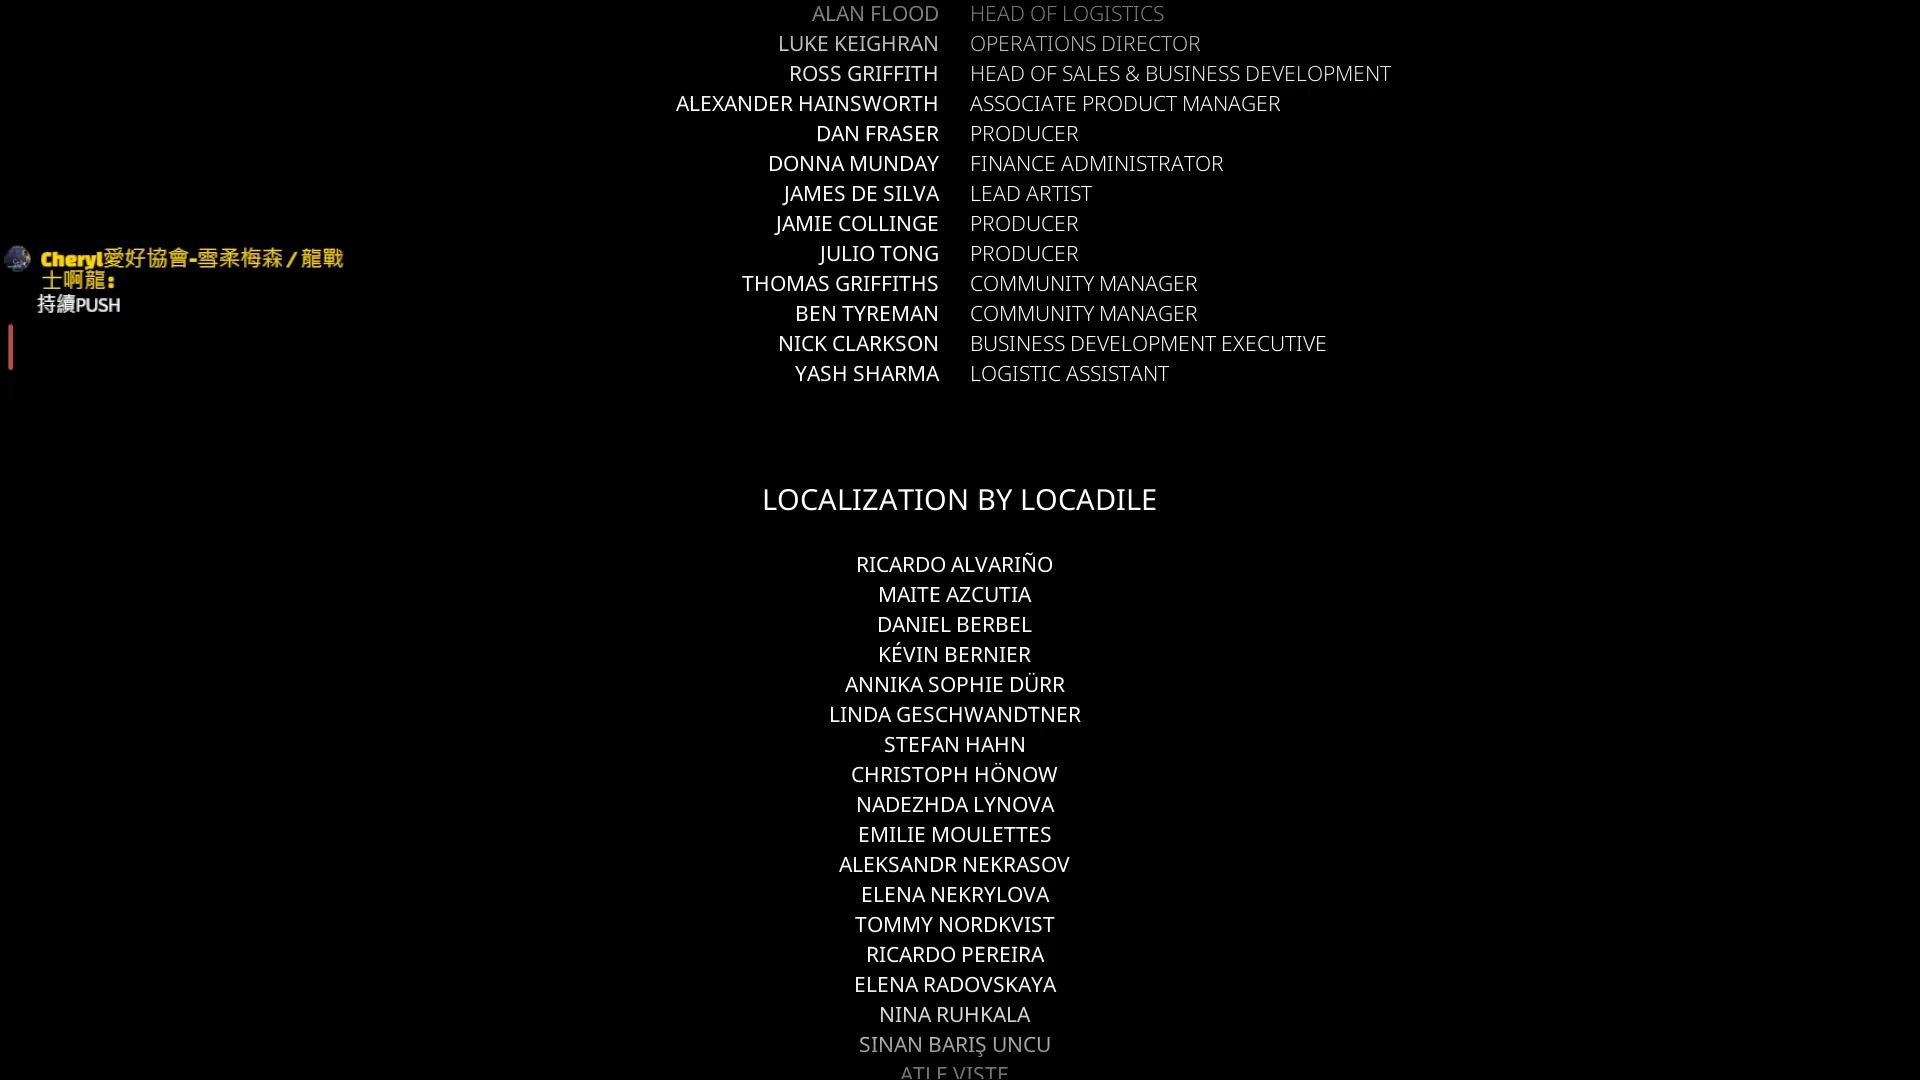 ALAN FLOOD HEAD OF LOGISTICS
LUKE KEIGHRAN OPERATIONS DIRECTOR
ROSS GRIFFITH HEAD OF SALES & BUSINESS DEVELOPMENT
ALEXANDER HAINSWORTH ASSOCIATE PRODUCT MANAGER
DAN FRASER PRODUCER
DONNA MUNDAY FINANCE ADMINISTRATOR
JAMES DE SILVA LEAD ARTIST
JAMIE COLLINGE PRODUCER
JULIO TONG PRODUCER
THOMAS GRIFFITHS COMMUNITY MANAGER
BEN TYREMAN COMMUNITY MANAGER
NICK CLARKSON BUSINESS DEVELOPMENT EXECUTIVE
YASH SHARMA LOGISTIC ASSISTANT
Cheryl愛好協會-雪柔梅森/龍戰
士啊龍:
持續PUSH
LOCALIZATION BY LOCADILE
RICARDO ALVARIÑO
MAITE AZCUTIA
DANIEL BERBEL
KÉVIN BERNIER
ANNIKA SOPHIE DÜRR
LINDA GESCHWANDTNER
STEFAN HAHN
CHRISTOPH HÖNOW
NADEZHDA LYNOVA
EMILIE MOULETTES
ALEKSANDR NEKRASOV
ELENA NEKRYLOVA
TOMMY NORDKVIST
RICARDO PEREIRA
ELENA RADOVSKAYA
NINA RUHKALA
SINAN BARIŞ UNCU
ATLE VISTE